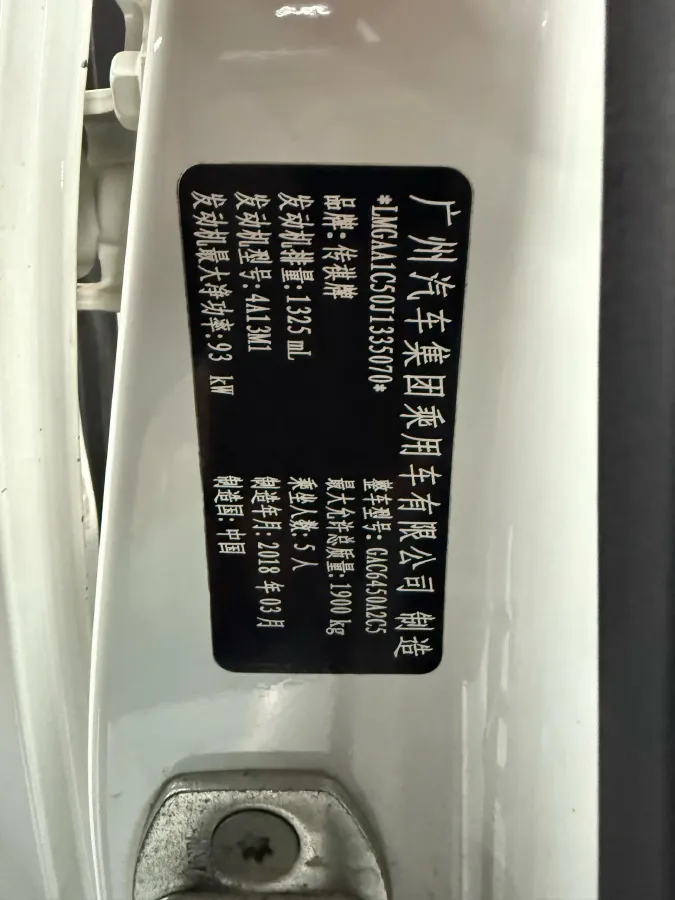 广州汽车集团乘用车有限公司 制造
*LMGAA1C50J1335070* 整车型号: GAC6450A2C5
品牌: 传祺牌 最大允许总质量: 1900 kg
发动机排量: 1325 mL 乘坐人数: 5 人
发动机型号: 4A13M1 制造年月: 2018 年 03 月
发动机最大净功率: 93 kW 制造国: 中国